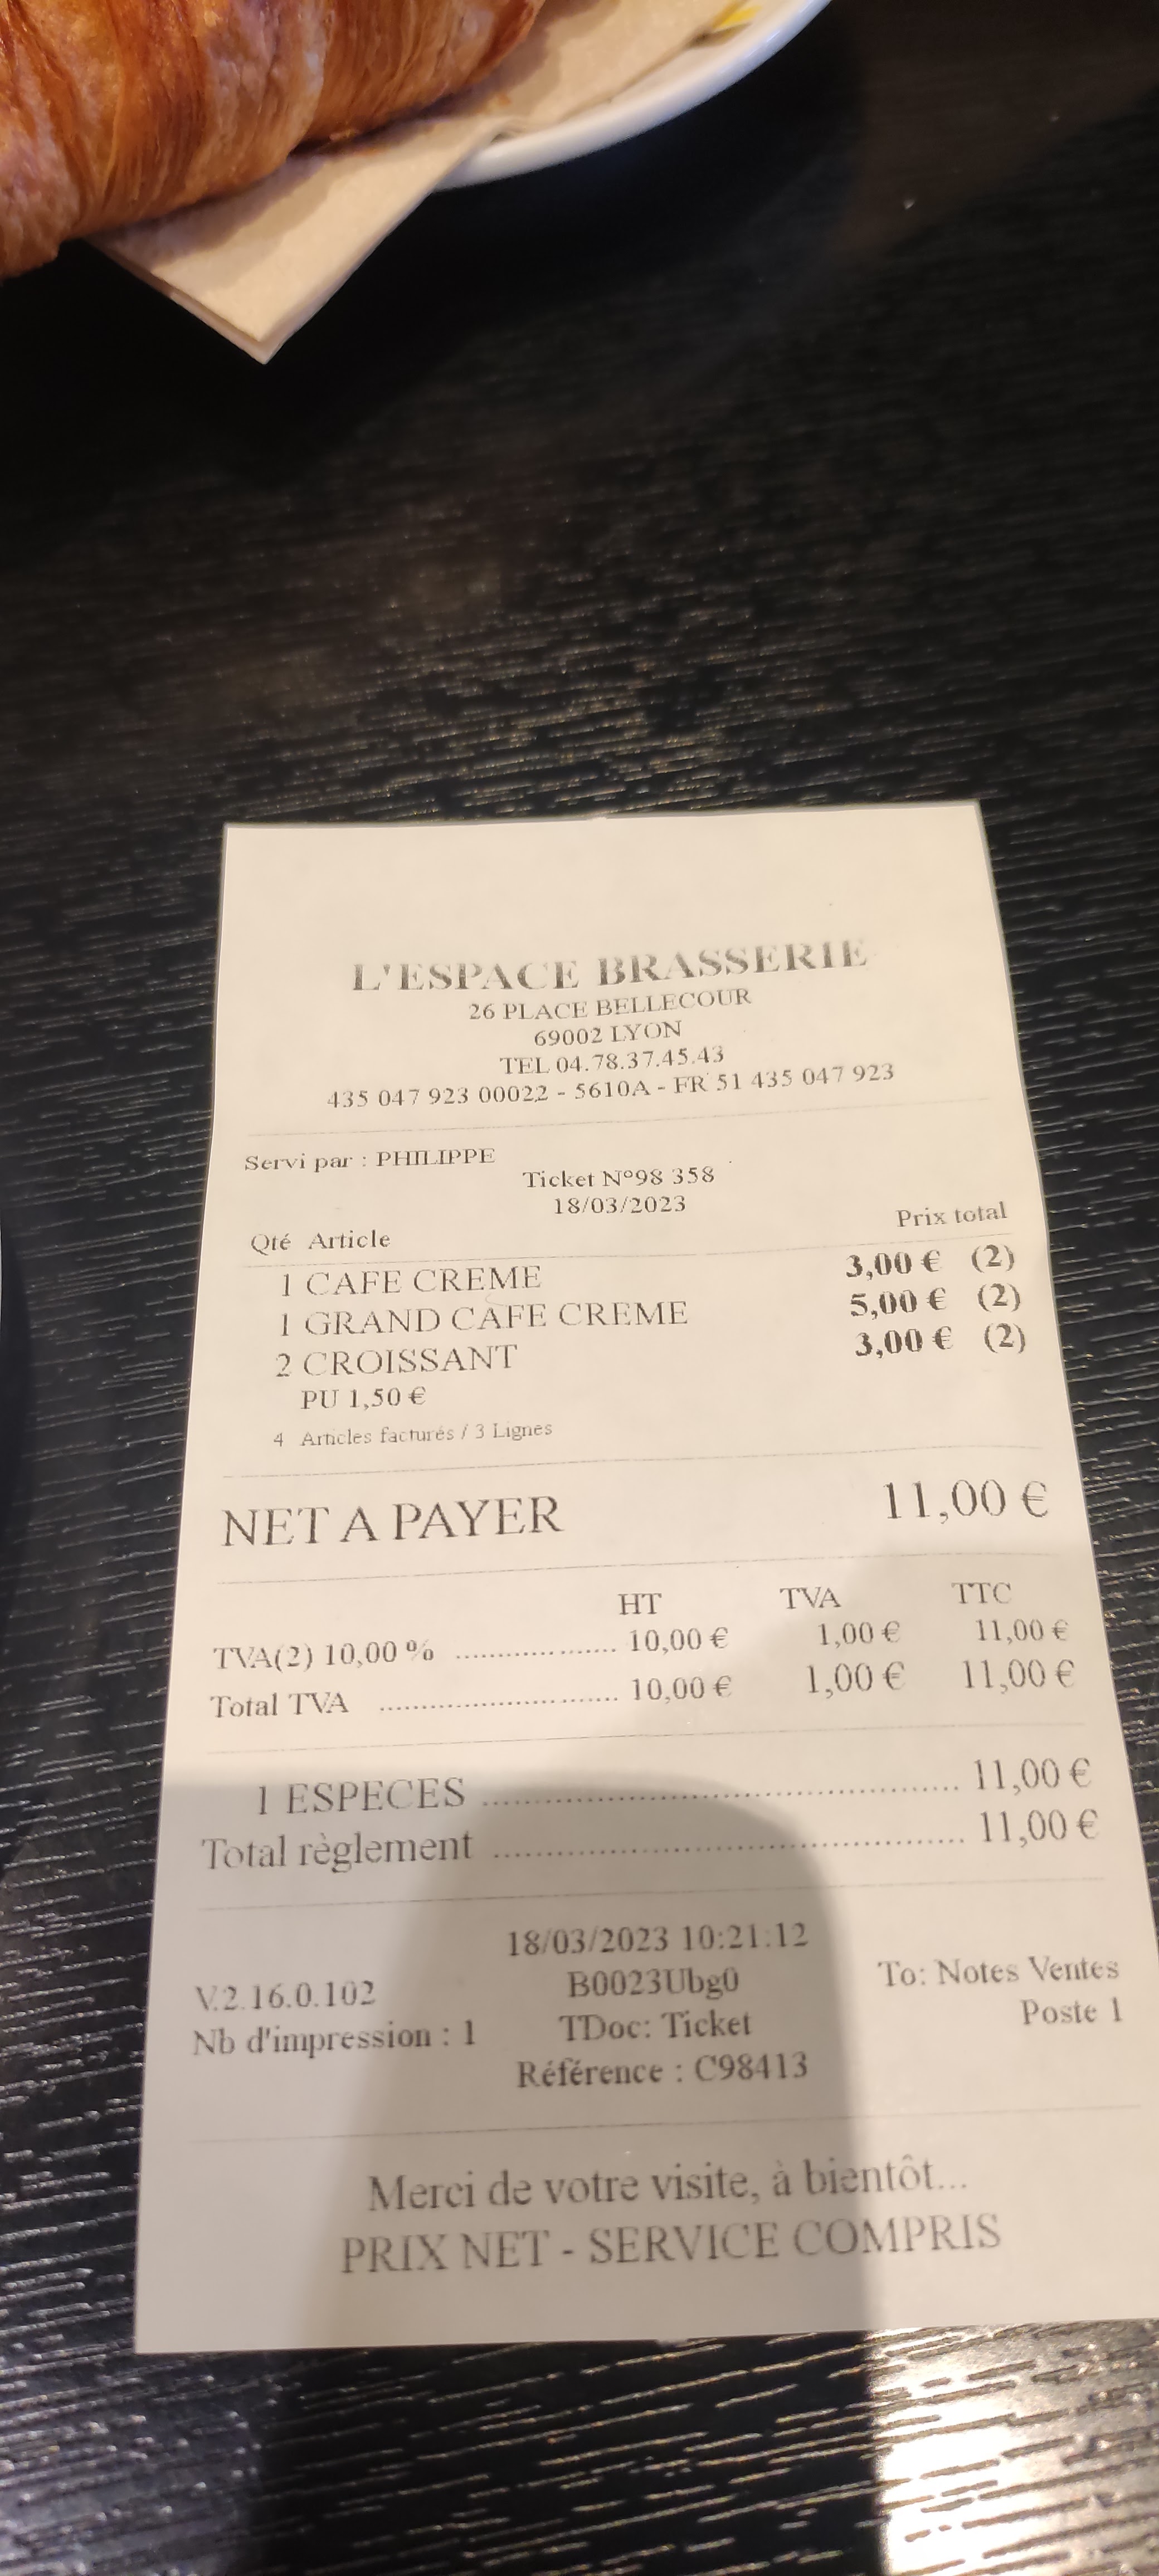 L'ESPACE BRASSERIE
26 PLACE BELLECOUR
69002 LYON
TEL 04.78.37.45.43
435 047 923 00022 - 5610A - FR 51 435 047 923
Servi par : PHILIPPE
Ticket N°98 358
18/03/2023
Qté Article Prix total
1 CAFE CREME 3,00 € (2)
1 GRAND CAFE CREME 5,00 € (2)
2 CROISSANT 3,00 € (2)
PU 1,50 €
4 Articles facturés / 3 Lignes
NET A PAYER 11,00 €
HT TVA TTC
TVA(2) 10,00 % .................... 10,00 € 1,00 € 11,00 €
Total TVA .............................. 10,00 € 1,00 € 11,00 €
1 ESPECES ............................................................ 11,00 €
Total règlement ............................................................ 11,00 €
18/03/2023 10:21:12
V.2.16.0.102 B0023Ubg0 To: Notes Ventes
Nb d'impression : 1 TDoc: Ticket Poste 1
Référence : C98413
Merci de votre visite, à bientôt...
PRIX NET - SERVICE COMPRIS